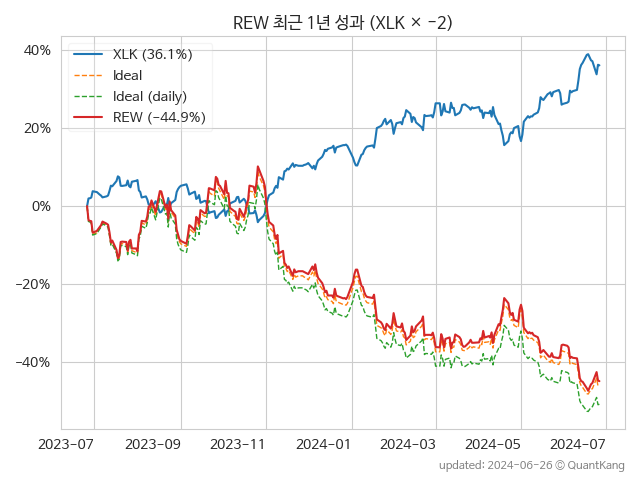 REW 최근 1년 성과 (XLK × −2)
XLK (36.1%)
Ideal
Ideal (daily)
REW (−44.9%)
40%
20%
0%
−20%
−40%
2023-07 2023-09 2023-11 2024-01 2024-03 2024-05 2024-07
updated: 2024-06-26 © QuantKang